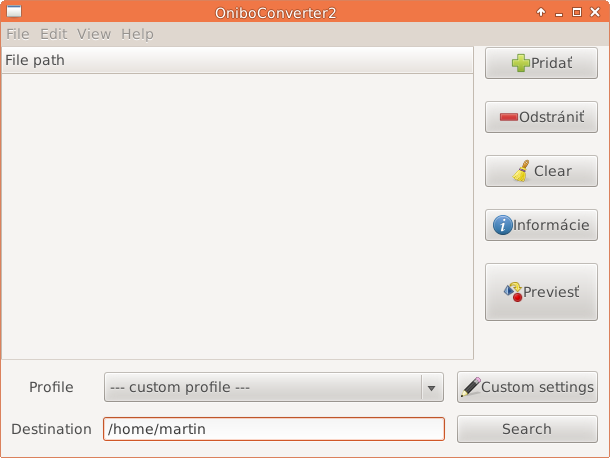 OniboConverter2
File Edit View Help
File path
Pridať
Odstrániť
Clear
Informácie
Previesť
Profile --- custom profile --- Custom settings
Destination /home/martin Search